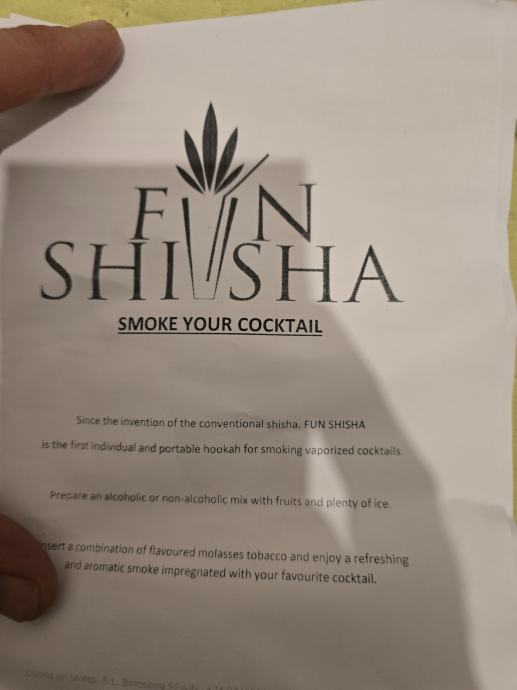 FUN
SHISHA
SMOKE YOUR COCKTAIL
Since the invention of the conventional shisha, FUN SHISHA
is the first individual and portable hookah for smoking vaporized cocktails.
Prepare an alcoholic or non-alcoholic mix with fruits and plenty of ice.
nsert a combination of flavoured molasses tobacco and enjoy a refreshing
and aromatic smoke impregnated with your favourite cocktail.
S.L. Barcelona SPAIN